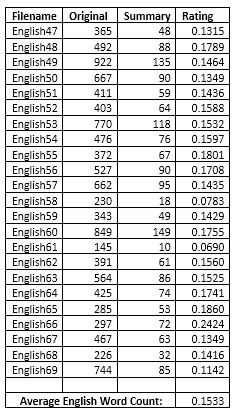 Filename Original Summary Rating
English47 365 48 0.1315
English48 492 88 0.1789
English49 922 135 0.1464
English50 667 90 0.1349
English51 411 59 0.1436
English52 403 64 0.1588
English53 770 118 0.1532
English54 476 76 0.1597
English55 372 67 0.1801
English56 527 90 0.1708
English57 662 95 0.1435
English58 230 18 0.0783
English59 343 49 0.1429
English60 849 149 0.1755
English61 145 10 0.0690
English62 391 61 0.1560
English63 564 86 0.1525
English64 425 74 0.1741
English65 285 53 0.1860
English66 297 72 0.2424
English67 467 63 0.1349
English68 226 32 0.1416
English69 744 85 0.1142
Average English Word Count: 0.1533